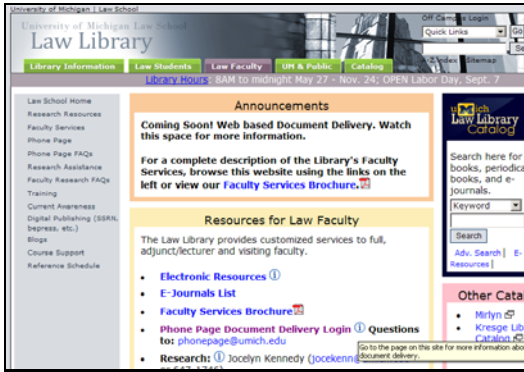 University of Michigan | Law School
University of Michigan Law School
Law Library
Off Campus Login
Quick Links
Go
A-Z Index Sitemap
Library Information
Law Students
Law Faculty
UM & Public
Catalog
Library Hours: 8AM to midnight May 27 - Nov. 24; OPEN Labor Day, Sept. 7
Law School Home
Research Resources
Faculty Services
Phone Page
Phone Page FAQs
Research Assistance
Faculty Research FAQs
Training
Current Awareness
Digital Publishing (SSRN,
bepress, etc.)
Blogs
Course Support
Reference Schedule
Announcements
Coming Soon! Web based Document Delivery. Watch
this space for more information.
For a complete description of the Library's Faculty
Services, browse this website using the links on the
left or view our Faculty Services Brochure.
Resources for Law Faculty
The Law Library provides customized services to full,
adjunct/lecturer and visiting faculty.
• Electronic Resources
• E-Journals List
• Faculty Services Brochure
• Phone Page Document Delivery Login Questions
to: phonepage@umich.edu
• Research: Jocelyn Kennedy (jocekenn@
UMich
Law Library
Catalog
Search here for
books, periodica
books, and e-
journals.
Keyword
Search
Adv. Search | E-
Resources |
Other Cata
• Mirlyn
• Kresge Lib
Catalog
Go to the page on this site for more information abo
document delivery.